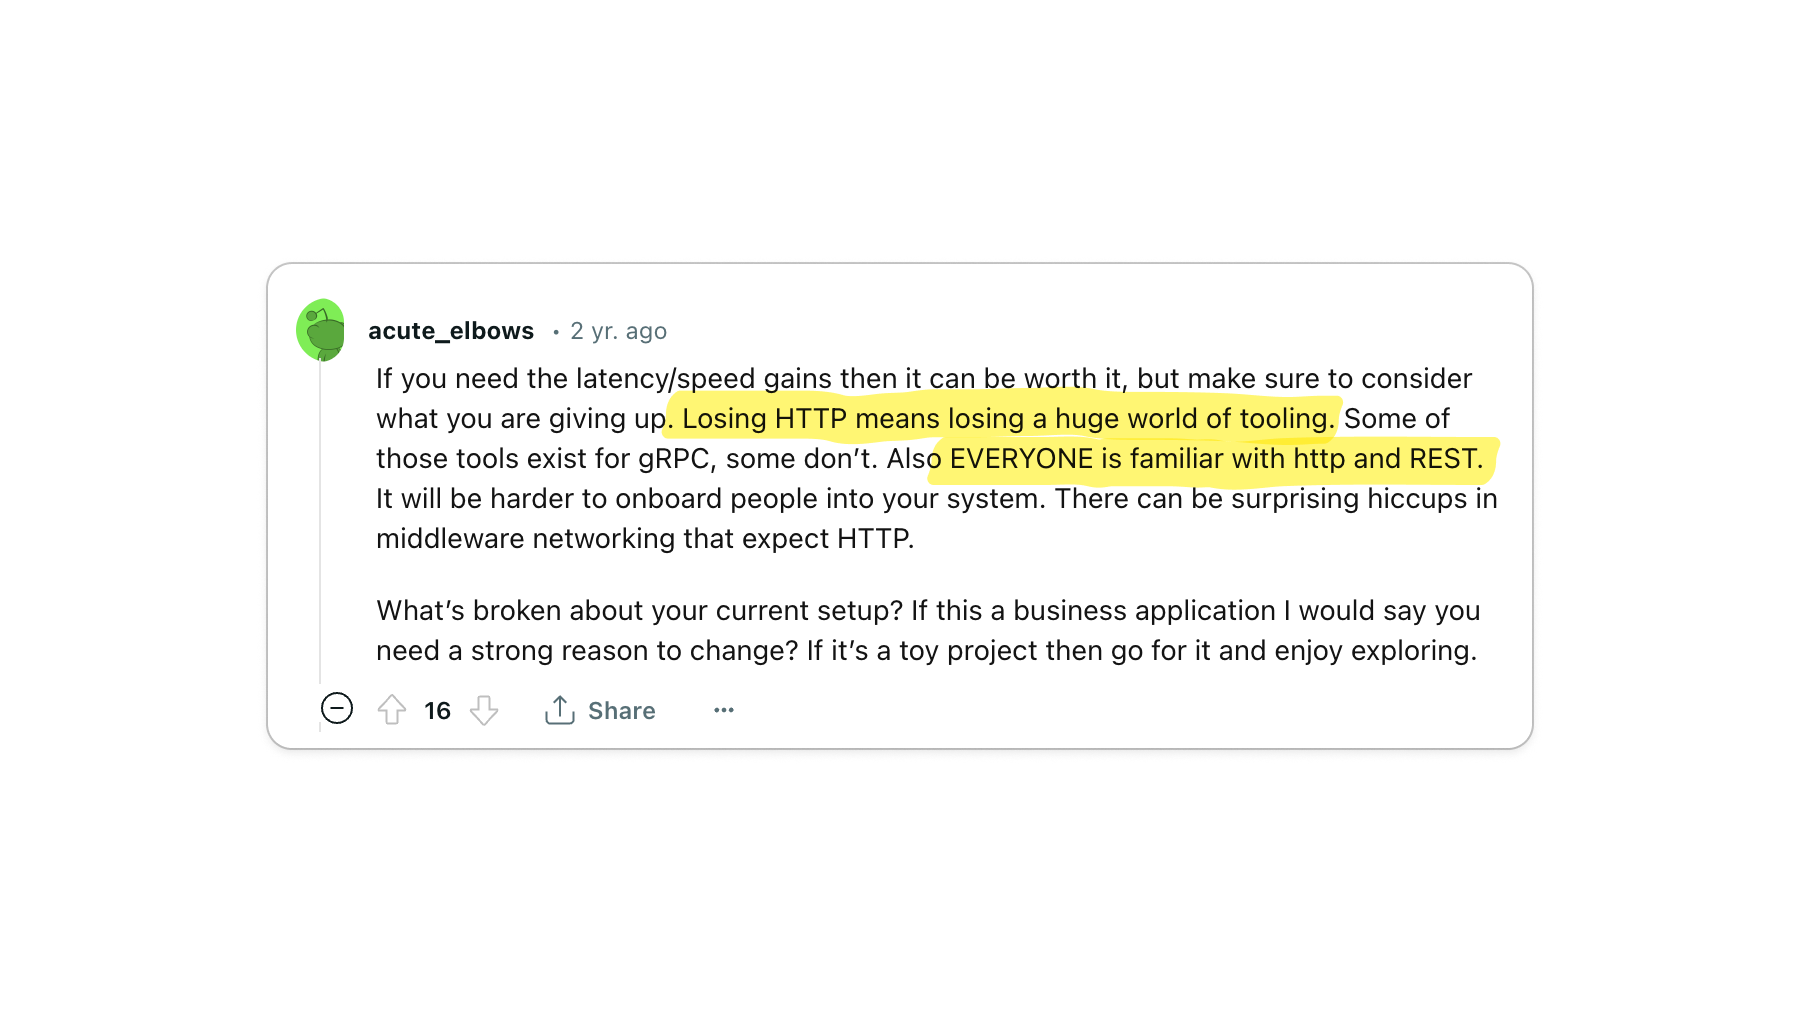 acute_elbows • 2 yr. ago
If you need the latency/speed gains then it can be worth it, but make sure to consider
what you are giving up. Losing HTTP means losing a huge world of tooling. Some of
those tools exist for gRPC, some don’t. Also EVERYONE is familiar with http and REST.
It will be harder to onboard people into your system. There can be surprising hiccups in
middleware networking that expect HTTP.
What’s broken about your current setup? If this a business application I would say you
need a strong reason to change? If it’s a toy project then go for it and enjoy exploring.
16 Share ...